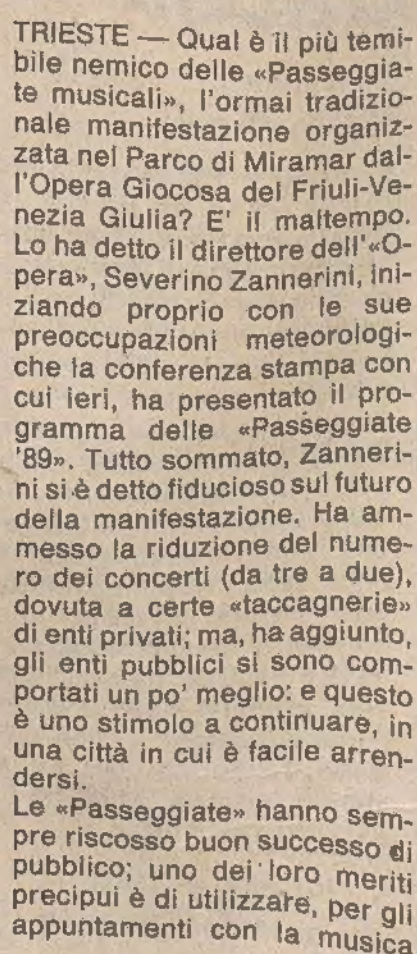 TRIESTE — Qual è il più temi-
bile nemico delle «Passeggia-
te musicali», l'ormai tradizio-
nale manifestazione organiz-
zata nel Parco di Miramar dal-
l'Opera Giocosa del Friuli-Ve-
nezia Giulia? E' il maltempo.
Lo ha detto il direttore dell'«O-
pera», Severino Zannerini, ini-
ziando proprio con le sue
preoccupazioni meteorologi-
che la conferenza stampa con
cui ieri, ha presentato il pro-
gramma delle «Passeggiate
'89». Tutto sommato, Zanneri-
ni si è detto fiducioso sul futuro
della manifestazione. Ha am-
messo la riduzione del nume-
ro dei concerti (da tre a due),
dovuta a certe «taccagnerie»
di enti privati; ma, ha aggiunto,
gli enti pubblici si sono com-
portati un po' meglio: e questo
è uno stimolo a continuare, in
una città in cui è facile arren-
dersi.
Le «Passeggiate» hanno sem-
pre riscosso buon successo di
pubblico; uno dei loro meriti
precipui è di utilizzare, per gli
appuntamenti con la musica